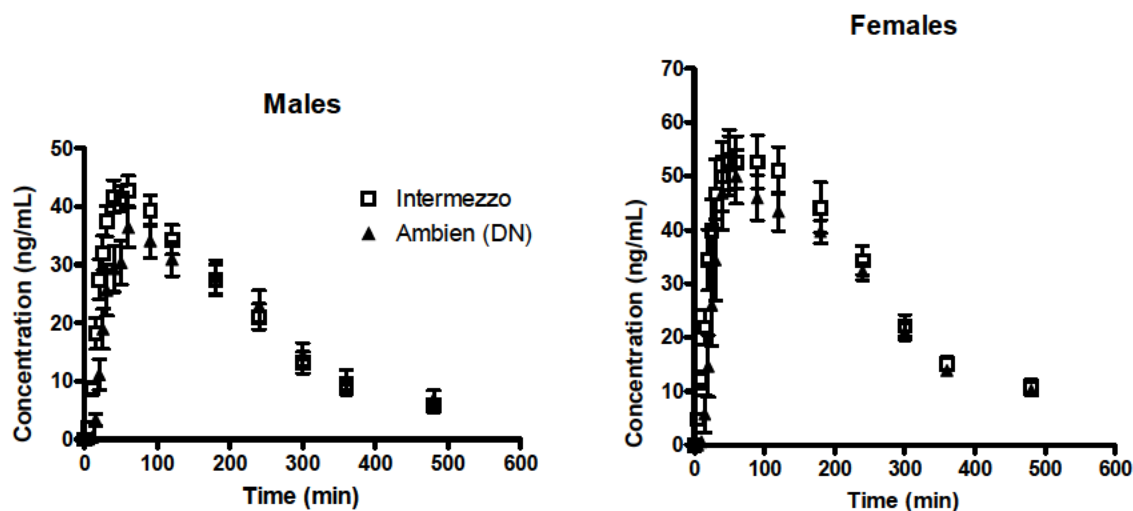 Males
Concentration (ng/mL)
50
40
30
20
10
0
Intermezzo
Ambien (DN)
0 100 200 300 400 500 600
Time (min)
Females
Concentration (ng/mL)
70
60
50
40
30
20
10
0
0 100 200 300 400 500 600
Time (min)